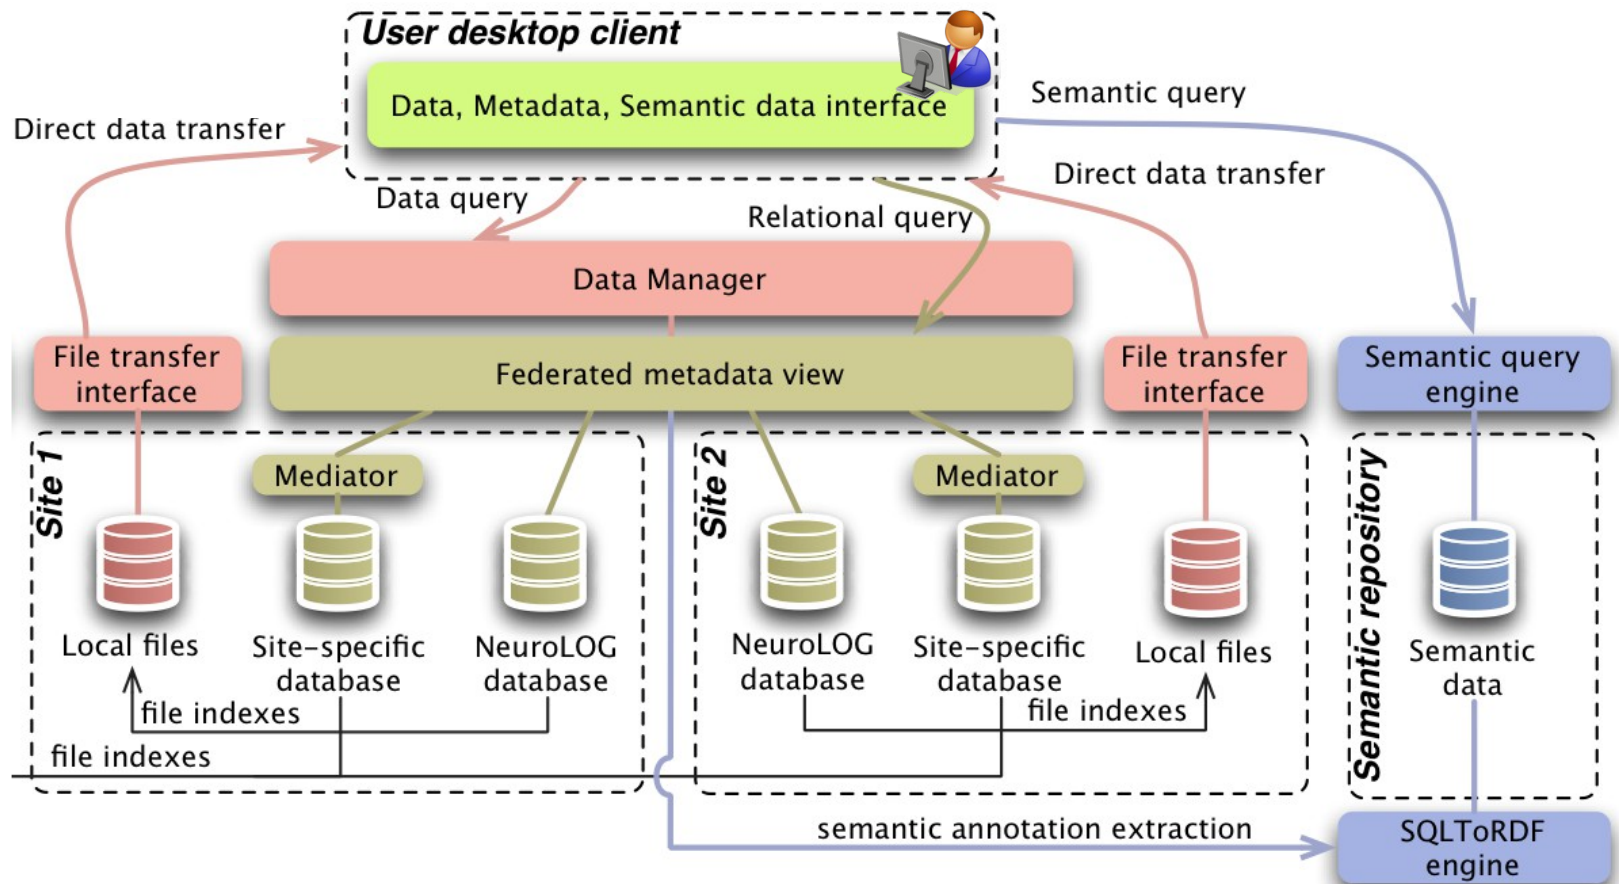 User desktop client
Data, Metadata, Semantic data interface
Semantic query
Direct data transfer
Direct data transfer
Data query
Relational query
Data Manager
File transfer
interface
Federated metadata view
File transfer
interface
Semantic query
engine
Site 1
Mediator
Site 2
Mediator
Semantic repository
Local files
Site-specific
database
NeuroLOG
database
NeuroLOG
database
Site-specific
database
Local files
Semantic
data
file indexes
file indexes
file indexes
semantic annotation extraction
SQLToRDF
engine